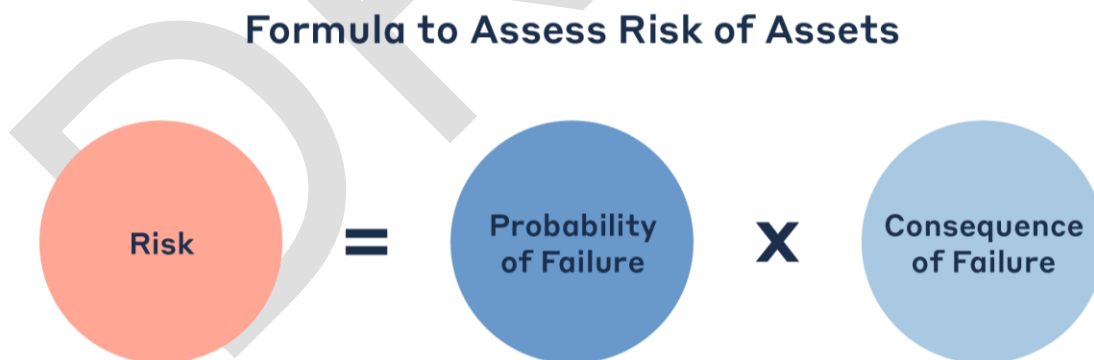 Formula to Assess Risk of Assets
Risk
=
Probability
of Failure
x
Consequence
of Failure